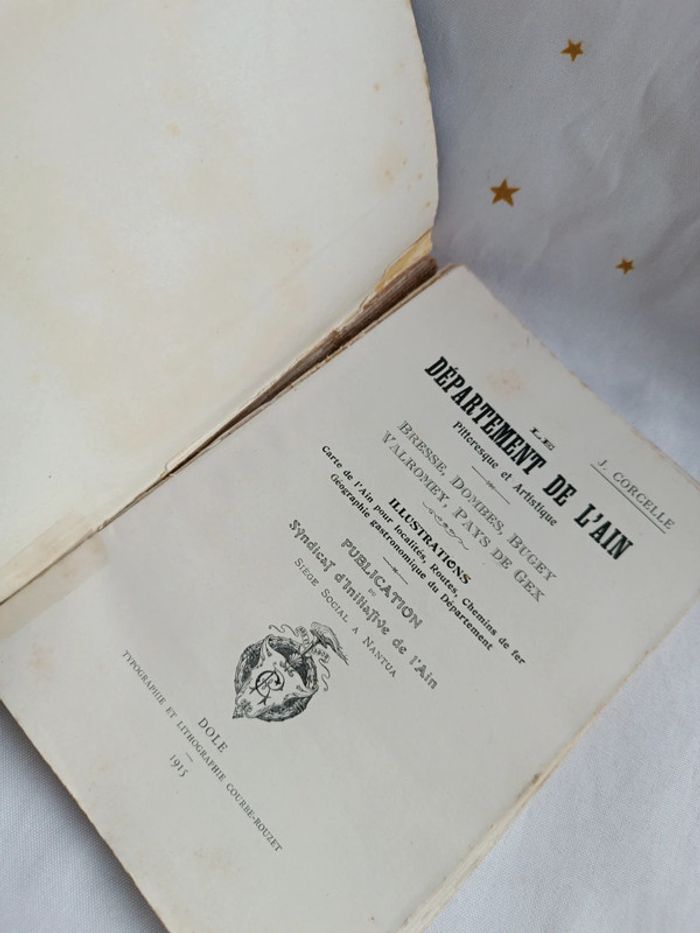 J. CORCELLE
LE
DÉPARTEMENT DE L'AIN
Pittoresque et Artistique
BRESSE, DOMBES, BUGEY
VALROMEY, PAYS DE GEX
ILLUSTRATIONS
Carte de l'Ain pour localités, Routes, Chemins de fer
Géographie gastronomique du Département
PUBLICATION
DU
Syndicat d'Initiative de l'Ain
SIÈGE SOCIAL A NANTUA
DOLE
TYPOGRAPHIE ET LITHOGRAPHIE COURBE-ROUZET
1915